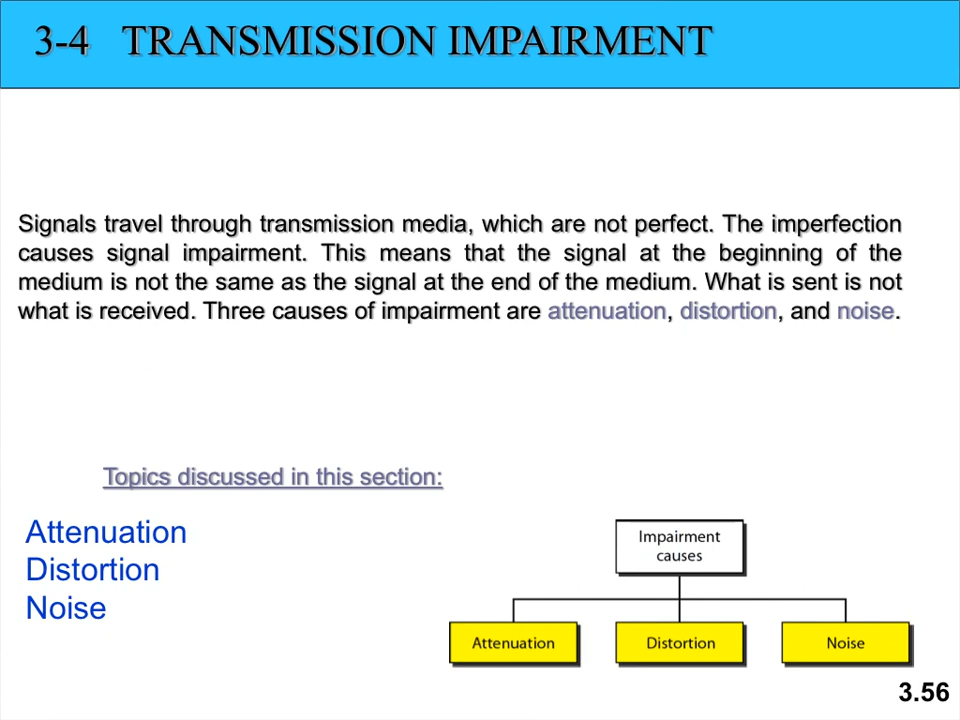 3-4 TRANSMISSION IMPAIRMENT
Signals travel through transmission media, which are not perfect. The imperfection
causes signal impairment. This means that the signal at the beginning of the
medium is not the same as the signal at the end of the medium. What is sent is not
what is received. Three causes of impairment are attenuation, distortion, and noise.
Topics discussed in this section:
Attenuation
Distortion
Noise
Impairment
causes
Attenuation
Distortion
Noise
3.56